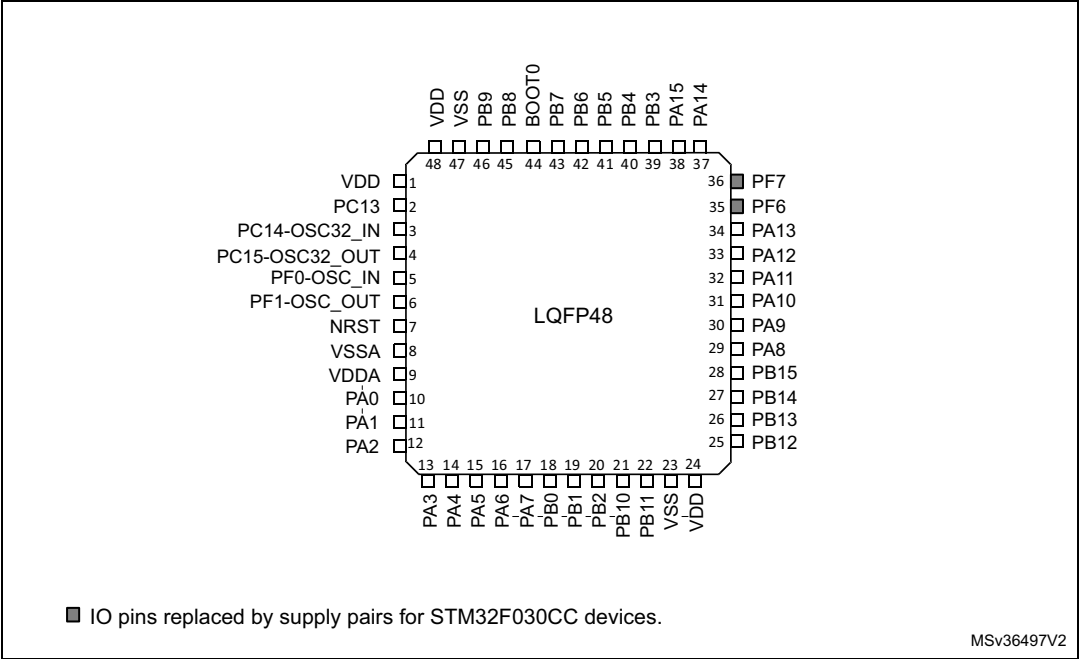 VDD
VSS
PB9
PB8
BOOT0
PB7
PB6
PB5
PB4
PB3
PA15
PA14
48 47 46 45 44 43 42 41 40 39 38 37
VDD 1
PC13 2
PC14-OSC32_IN 3
PC15-OSC32_OUT 4
PF0-OSC_IN 5
PF1-OSC_OUT 6
NRST 7
VSSA 8
VDDA 9
PA0 10
PA1 11
PA2 12
LQFP48
36 PF7
35 PF6
34 PA13
33 PA12
32 PA11
31 PA10
30 PA9
29 PA8
28 PB15
27 PB14
26 PB13
25 PB12
13 14 15 16 17 18 19 20 21 22 23 24
PA3
PA4
PA5
PA6
PA7
PB0
PB1
PB2
PB10
PB11
VSS
VDD
IO pins replaced by supply pairs for STM32F030CC devices.
MSv36497V2